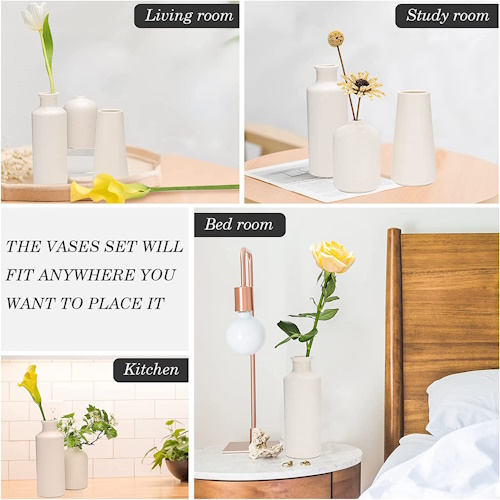 Living room
Study room
THE VASES SET WILL
FIT ANYWHERE YOU
WANT TO PLACE IT
Bed room
Kitchen